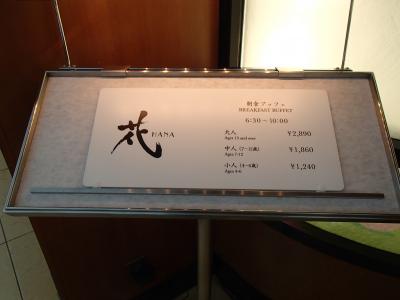 花 HANA
朝食ブッフェ
BREAKFAST BUFFET
6:30~10:00
大人 ¥2,890
Ages 13 and over
中人(7~12歳) ¥1,860
Ages 7-12
小人(4~6歳) ¥1,240
Ages 4-6